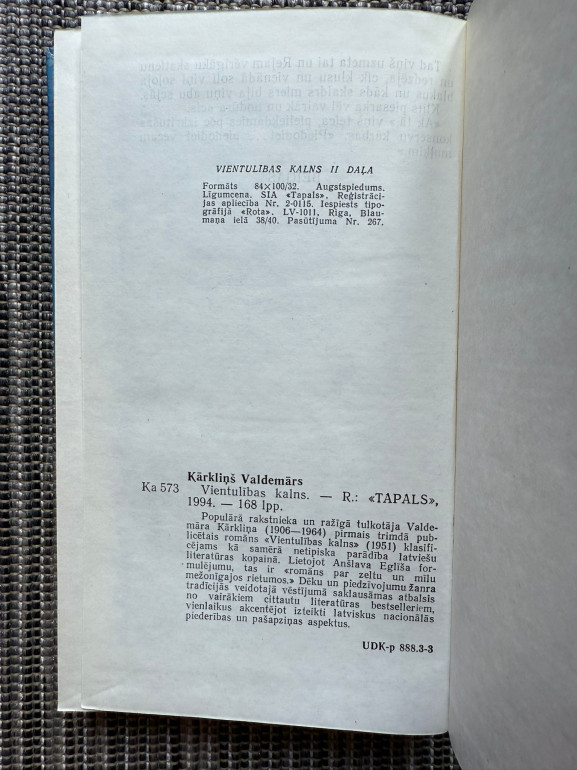 VIENTULĪBAS KALNS II DAĻA
Formāts 84×100/32. Augstspiedums.
Līgumcena. SIA «Tapals». Reģistrāci-
jas apliecība Nr. 2-0115. Iespiests tipo-
grāfijā «Rota». LV-1011, Rīga, Blau-
maņa ielā 38/40. Pasūtījuma Nr. 267.
Kārkliņš Valdemārs
Ka 573 Vientulības kalns. — R.: «TAPALS»,
1994. — 168 lpp.
Populārā rakstnieka un ražīgā tulkotāja Valde-
māra Kārkliņa (1906—1964) pirmais trimdā pub-
licētais romāns «Vientulības kalns» (1951) klasifi-
cējams kā samērā netipiska parādība latviešu
literatūras kopainā. Lietojot Anšlava Eglīša for-
mulējumu, tas ir «romāns par zeltu un mīlu
mežonīgajos rietumos.» Dēku un piedzīvojumu žanra
tradīcijās veidotajā vēstījumā saklausāmas atbalsis
no vairākiem cittautu literatūras bestselleriem,
vienlaikus akcentējot izteikti latviskus nacionālās
piederības un pašapziņas aspektus.
UDK-p 888.3-3